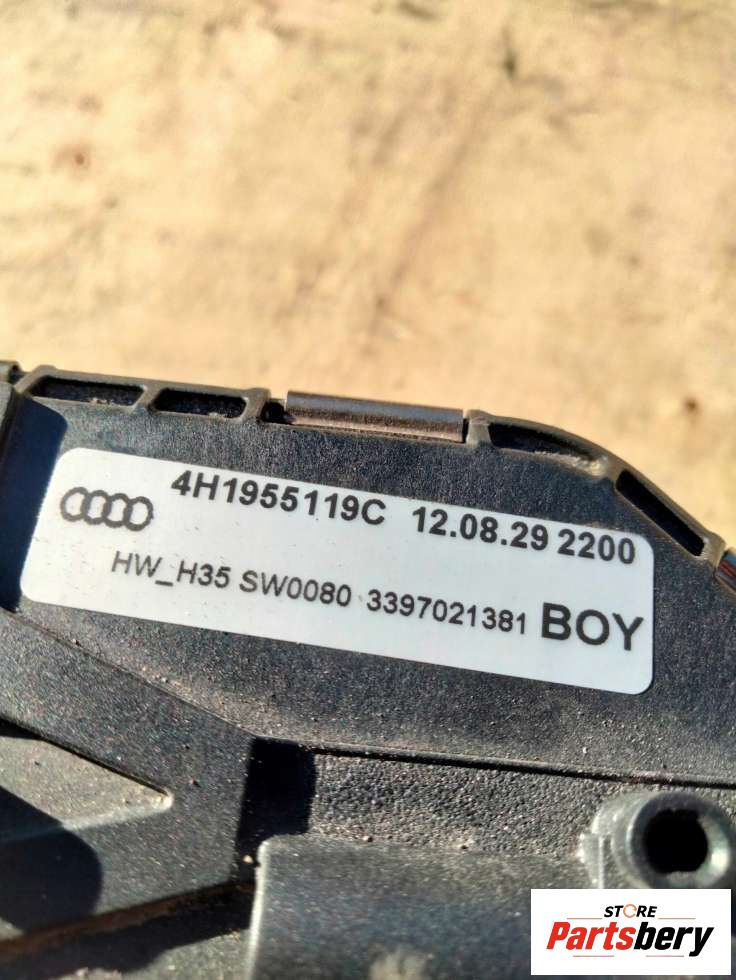 4H1955119C 12.08.29 2200
HW_H35 SW0080 3397021381 BOY
STORE
Partsbery